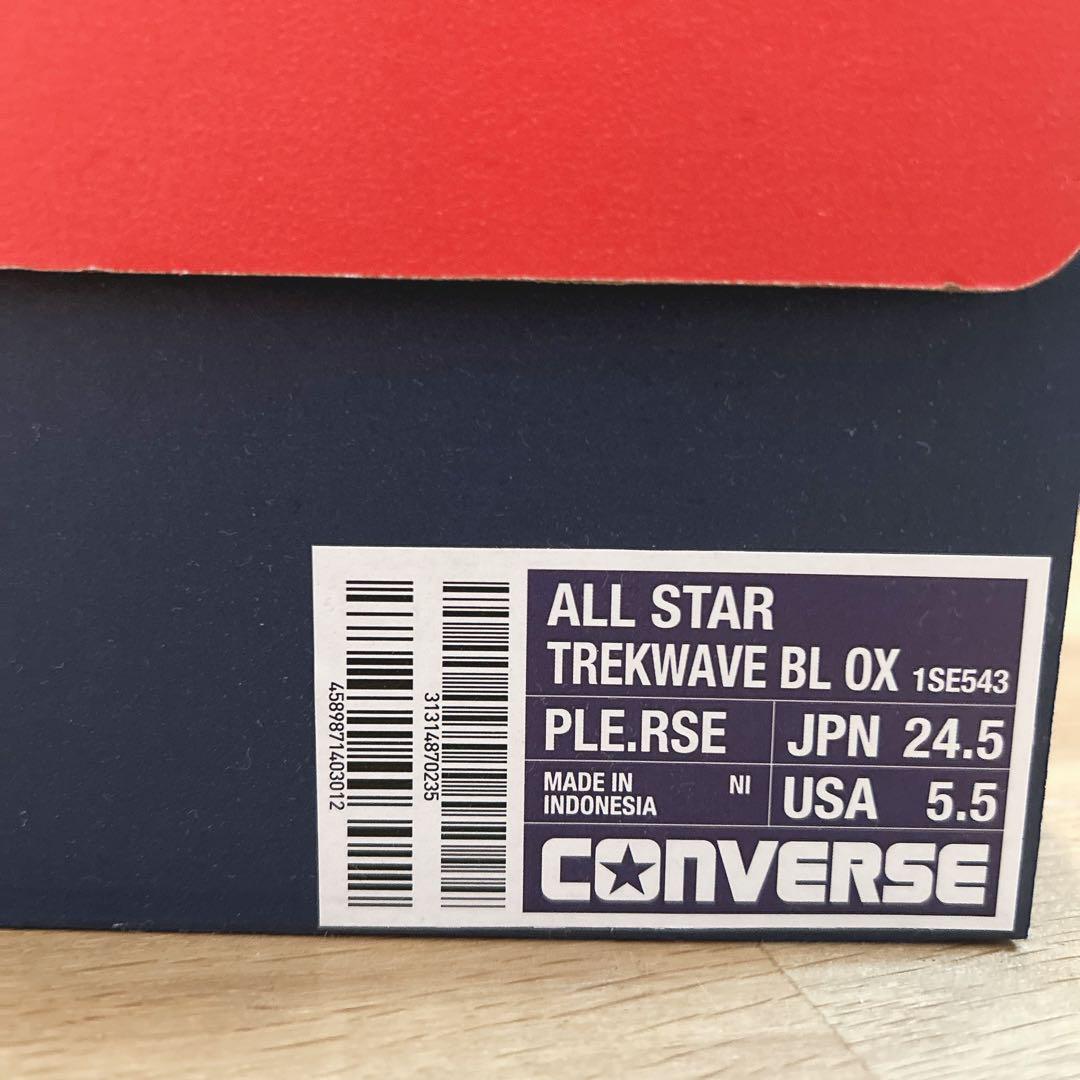 4589871403012
31314870235
ALL STAR
TREKWAVE BL OX 1SE543
PLE.RSE JPN 24.5
MADE IN INDONESIA NI USA 5.5
CONVERSE